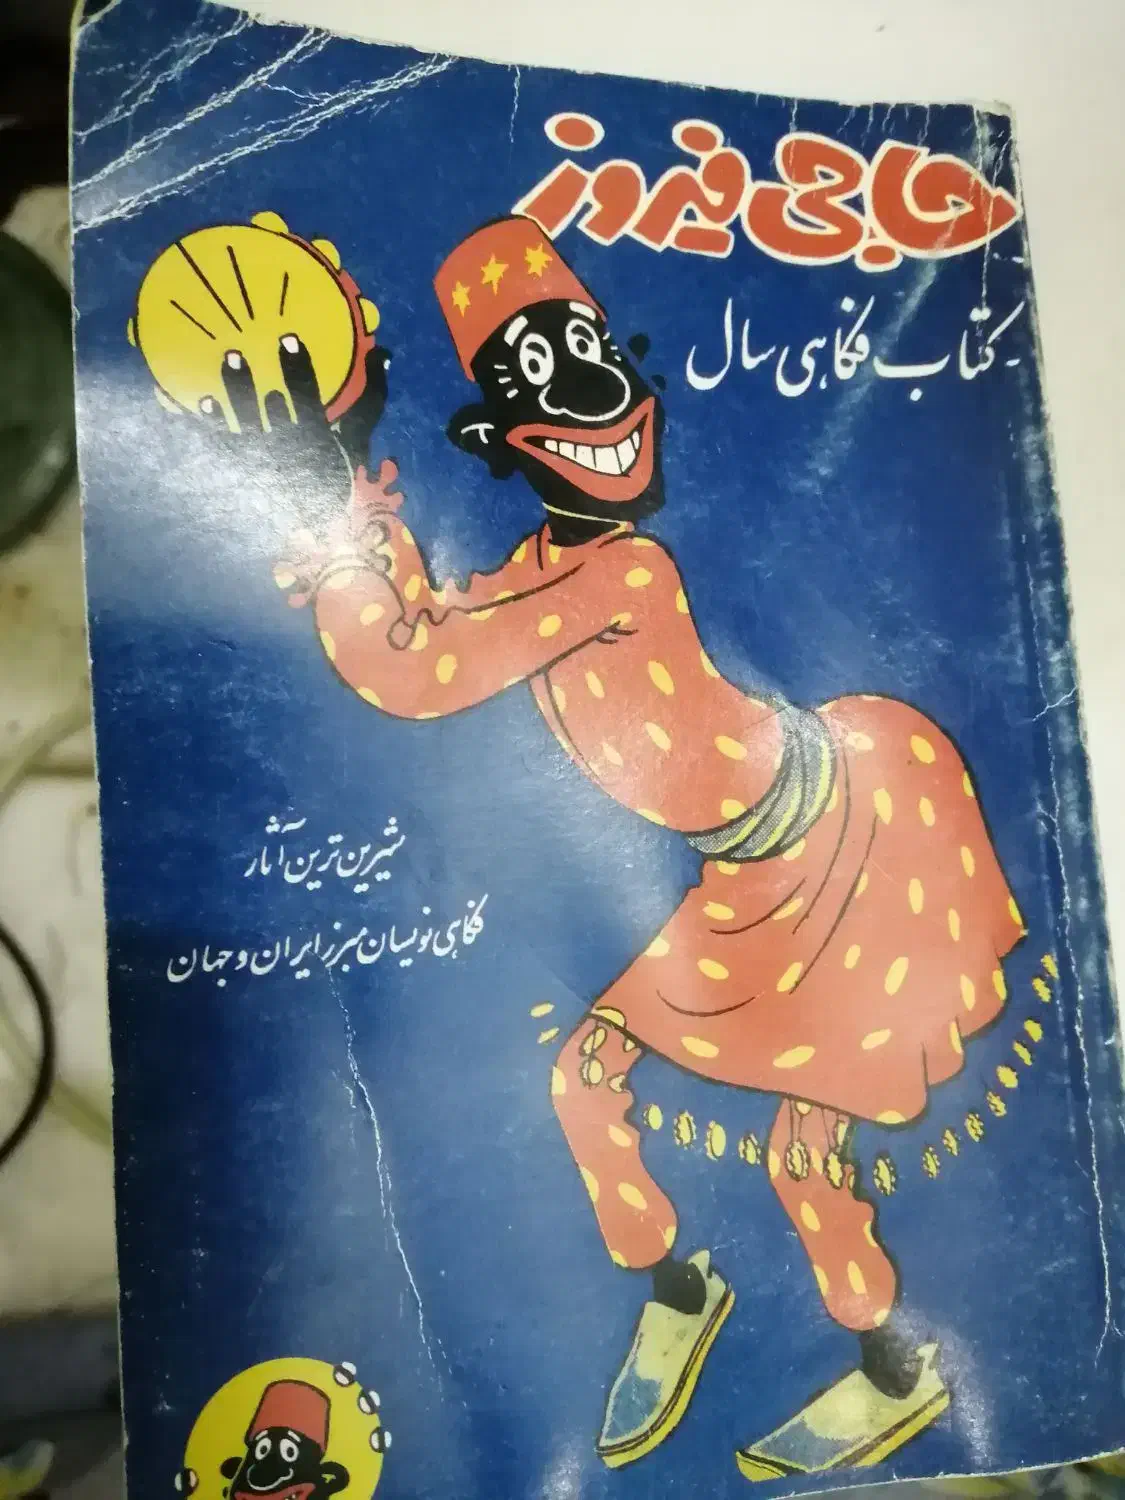 حاجی فیروز
کتاب فکاهی سال
شیرین ترین آثار
فکاهی نویسان مبرز ایران و جهان